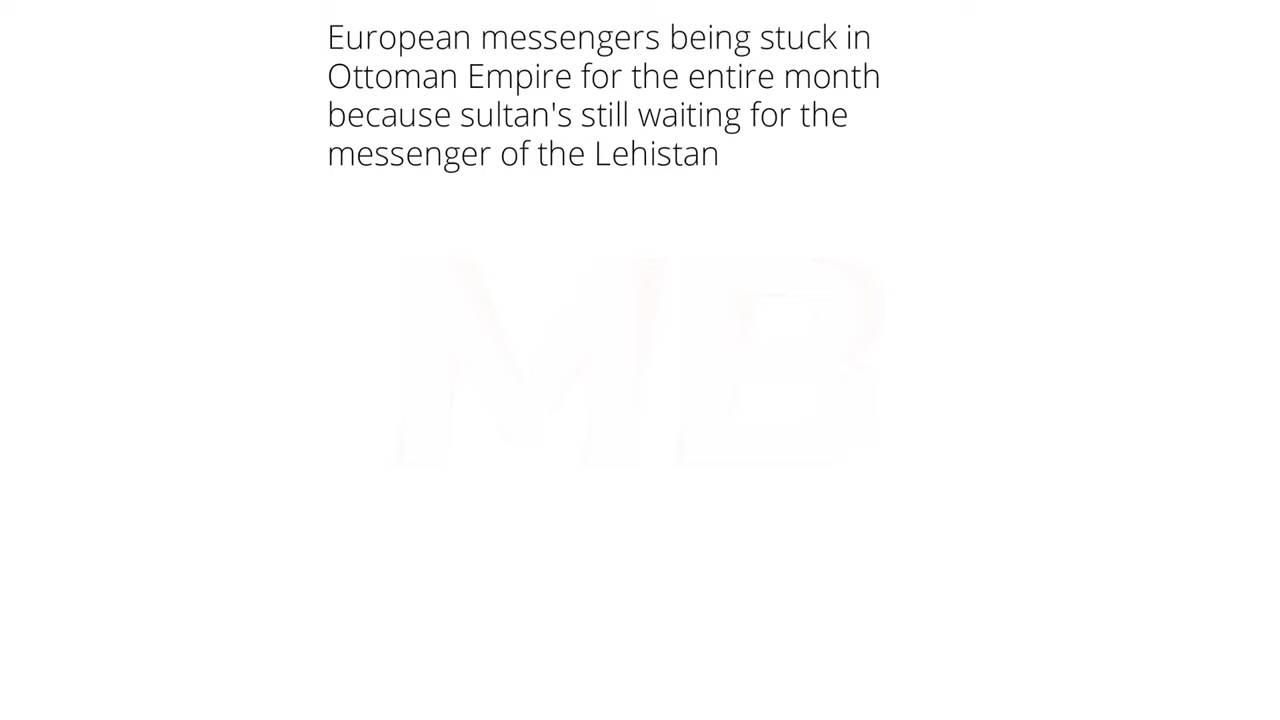 European messengers being stuck in
Ottoman Empire for the entire month
because sultan's still waiting for the
messenger of the Lehistan
MB